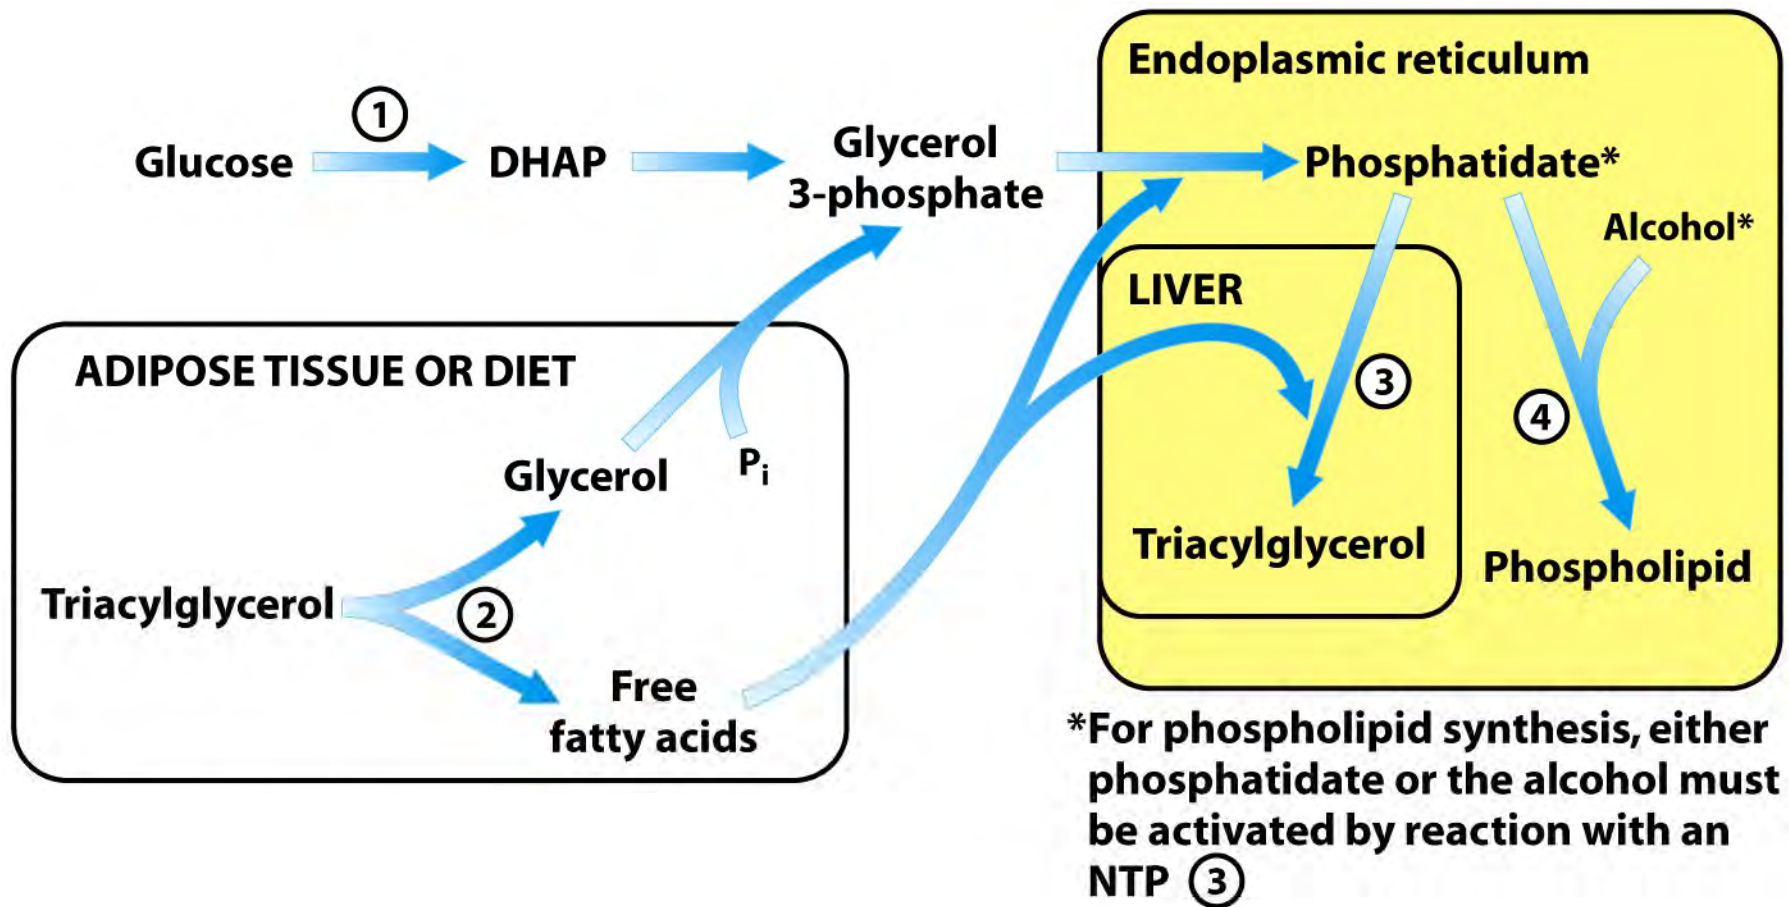 Endoplasmic reticulum
1
Glucose
DHAP
Glycerol
3-phosphate
Phosphatidate*
Alcohol*
LIVER
ADIPOSE TISSUE OR DIET
3
4
Glycerol
Pi
Triacylglycerol
Phospholipid
Triacylglycerol
2
Free
fatty acids
*For phospholipid synthesis, either
phosphatidate or the alcohol must
be activated by reaction with an
NTP 3